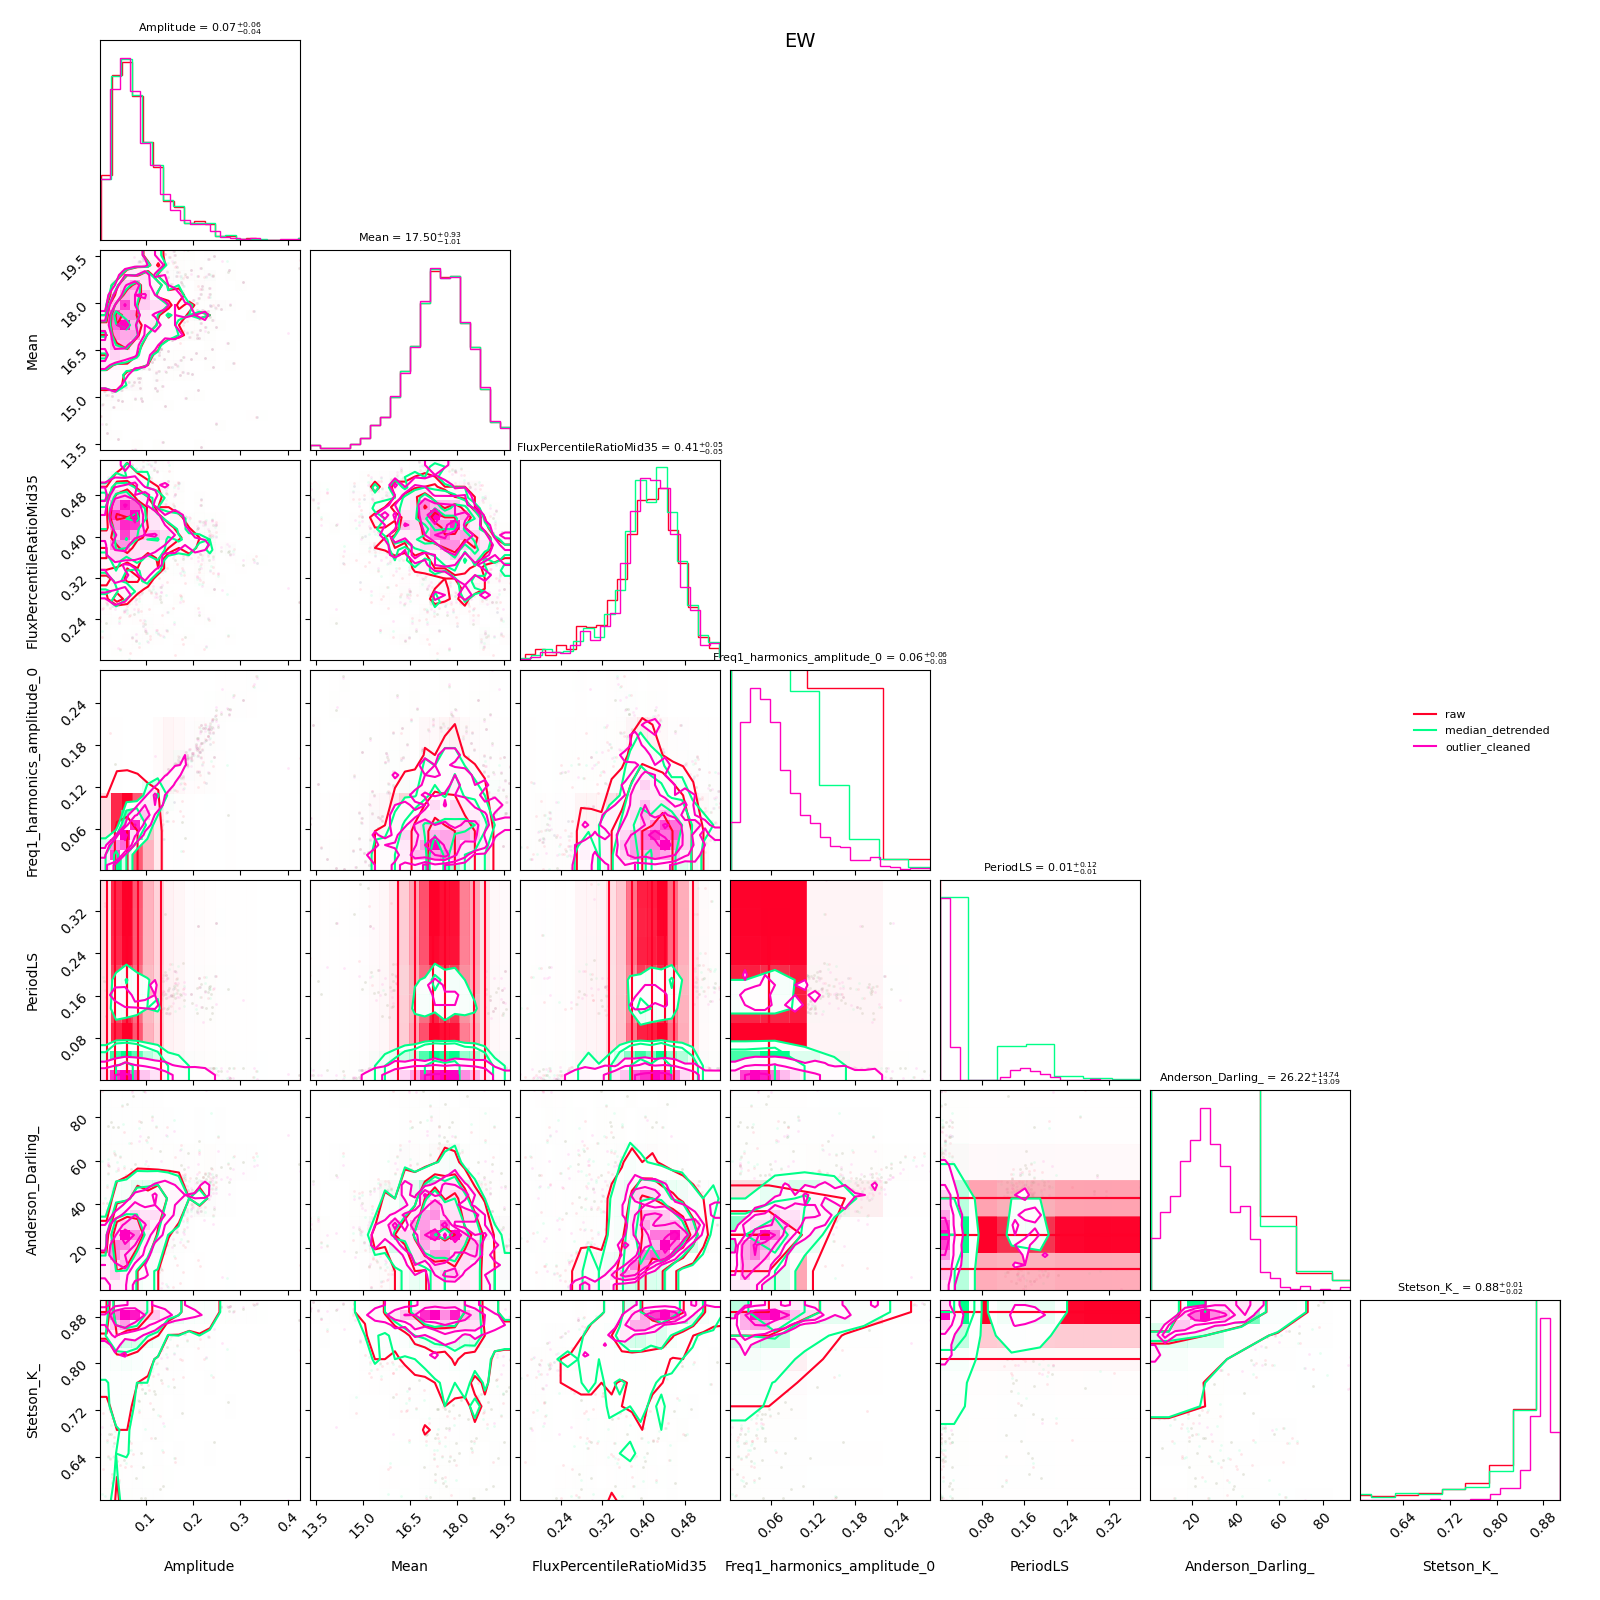 EW
Amplitude = 0.07+0.06 −0.04
Mean = 17.50+0.93 −1.01
19.5
18.0
16.5
15.0
13.5
Mean
FluxPercentileRatioMid35 = 0.41+0.05 −0.05
0.48
0.40
0.32
0.24
FluxPercentileRatioMid35
Freq1_harmonics_amplitude_0 = 0.06+0.06 −0.03
0.24
0.18
0.12
0.06
Freq1_harmonics_amplitude_0
raw
median_detrended
outlier_cleaned
PeriodLS = 0.01+0.12 −0.01
0.32
0.24
0.16
0.08
PeriodLS
Anderson_Darling_ = 26.22+14.74 −13.09
80
60
40
20
Anderson_Darling_
Stetson_K_ = 0.88+0.01 −0.02
0.88
0.80
0.72
0.64
Stetson_K_
0.1 0.2 0.3 0.4 13.5 15.0 16.5 18.0 19.5 0.24 0.32 0.40 0.48 0.06 0.12 0.18 0.24 0.08 0.16 0.24 0.32 20 40 60 80 0.64 0.72 0.80 0.88
Amplitude Mean FluxPercentileRatioMid35 Freq1_harmonics_amplitude_0 PeriodLS Anderson_Darling_ Stetson_K_